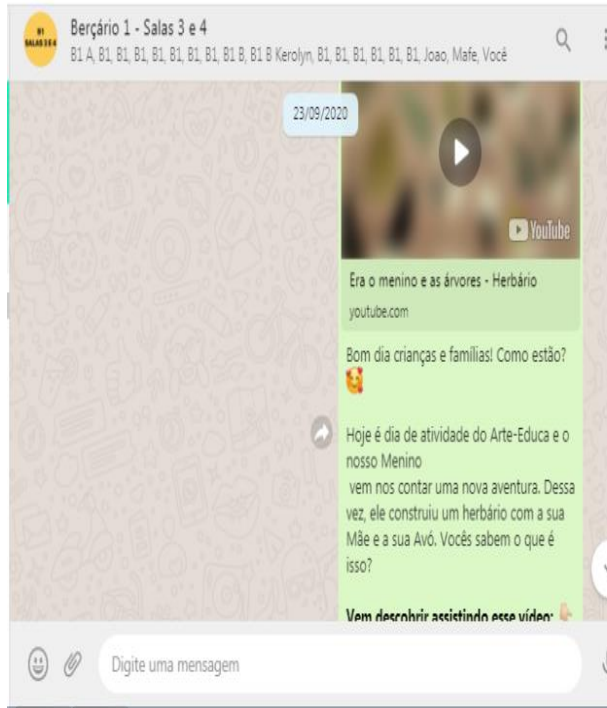 B1
SALAS 3 E 4
Berçário 1 - Salas 3 e 4
B1 A, B1, B1, B1, B1, B1, B1, B1, B1 B, B1 B Kerolyn, B1, B1, B1, B1, B1, B1, Joao, Mafe, Você
23/09/2020
YouTube
Era o menino e as árvores - Herbário
youtube.com
Bom dia crianças e famílias! Como estão?
🥰
Hoje é dia de atividade do Arte-Educa e o
nosso Menino
vem nos contar uma nova aventura. Dessa
vez, ele construiu um herbário com a sua
Mãe e a sua Avó. Vocês sabem o que é
isso?
Vem descobrir assistindo esse vídeo:
Digite uma mensagem